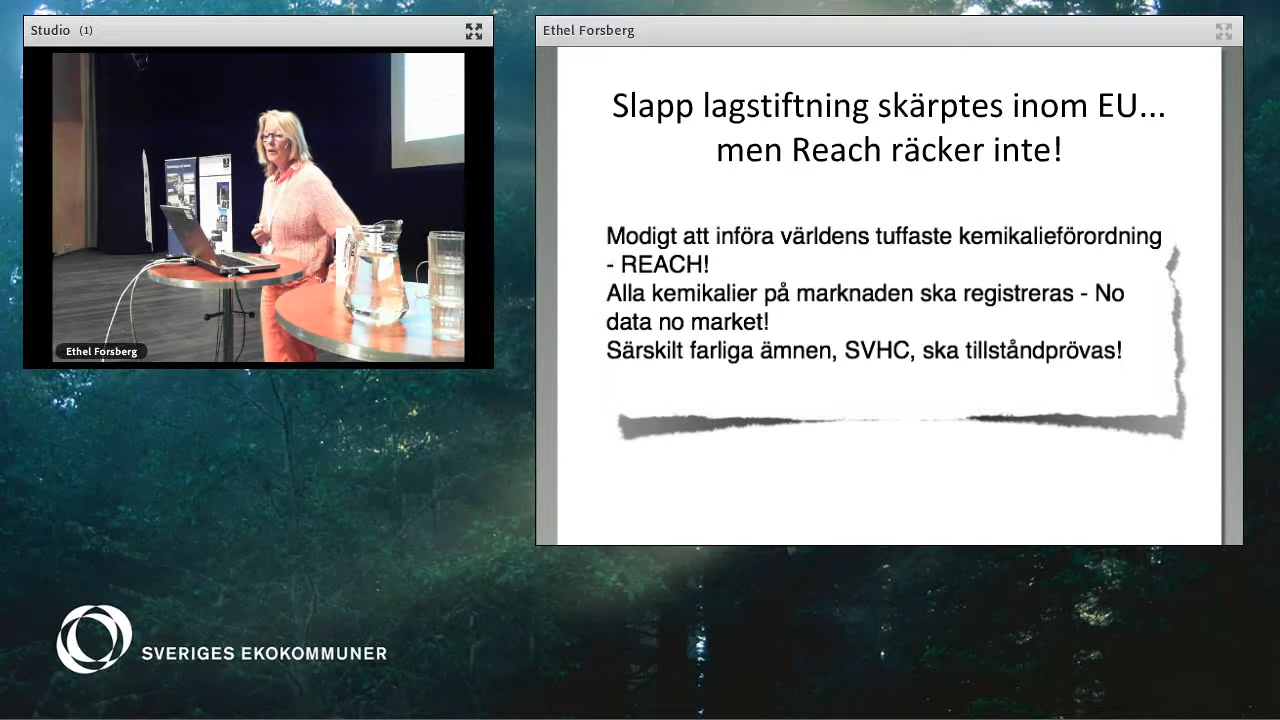 Studio (1)
Ethel Forsberg
Ethel Forsberg
Slapp lagstiftning skärptes inom EU...
men Reach räcker inte!
Modigt att införa världens tuffaste kemikalieförordning
- REACH!
Alla kemikalier på marknaden ska registreras - No
data no market!
Särskilt farliga ämnen, SVHC, ska tillståndprövas!
SVERIGES EKOKOMMUNER